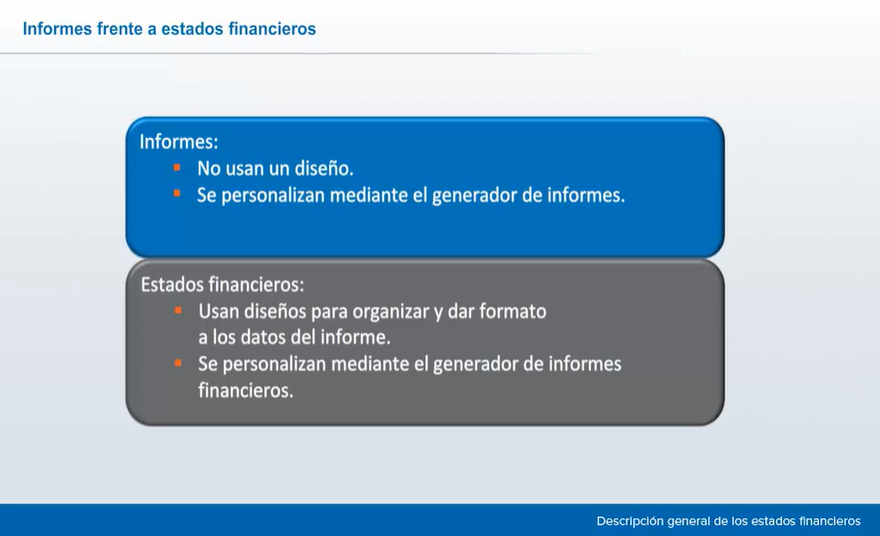 Informes frente a estados financieros
Informes:
▪ No usan un diseño.
▪ Se personalizan mediante el generador de informes.
Estados financieros:
▪ Usan diseños para organizar y dar formato
a los datos del informe.
▪ Se personalizan mediante el generador de informes
financieros.
Descripción general de los estados financieros